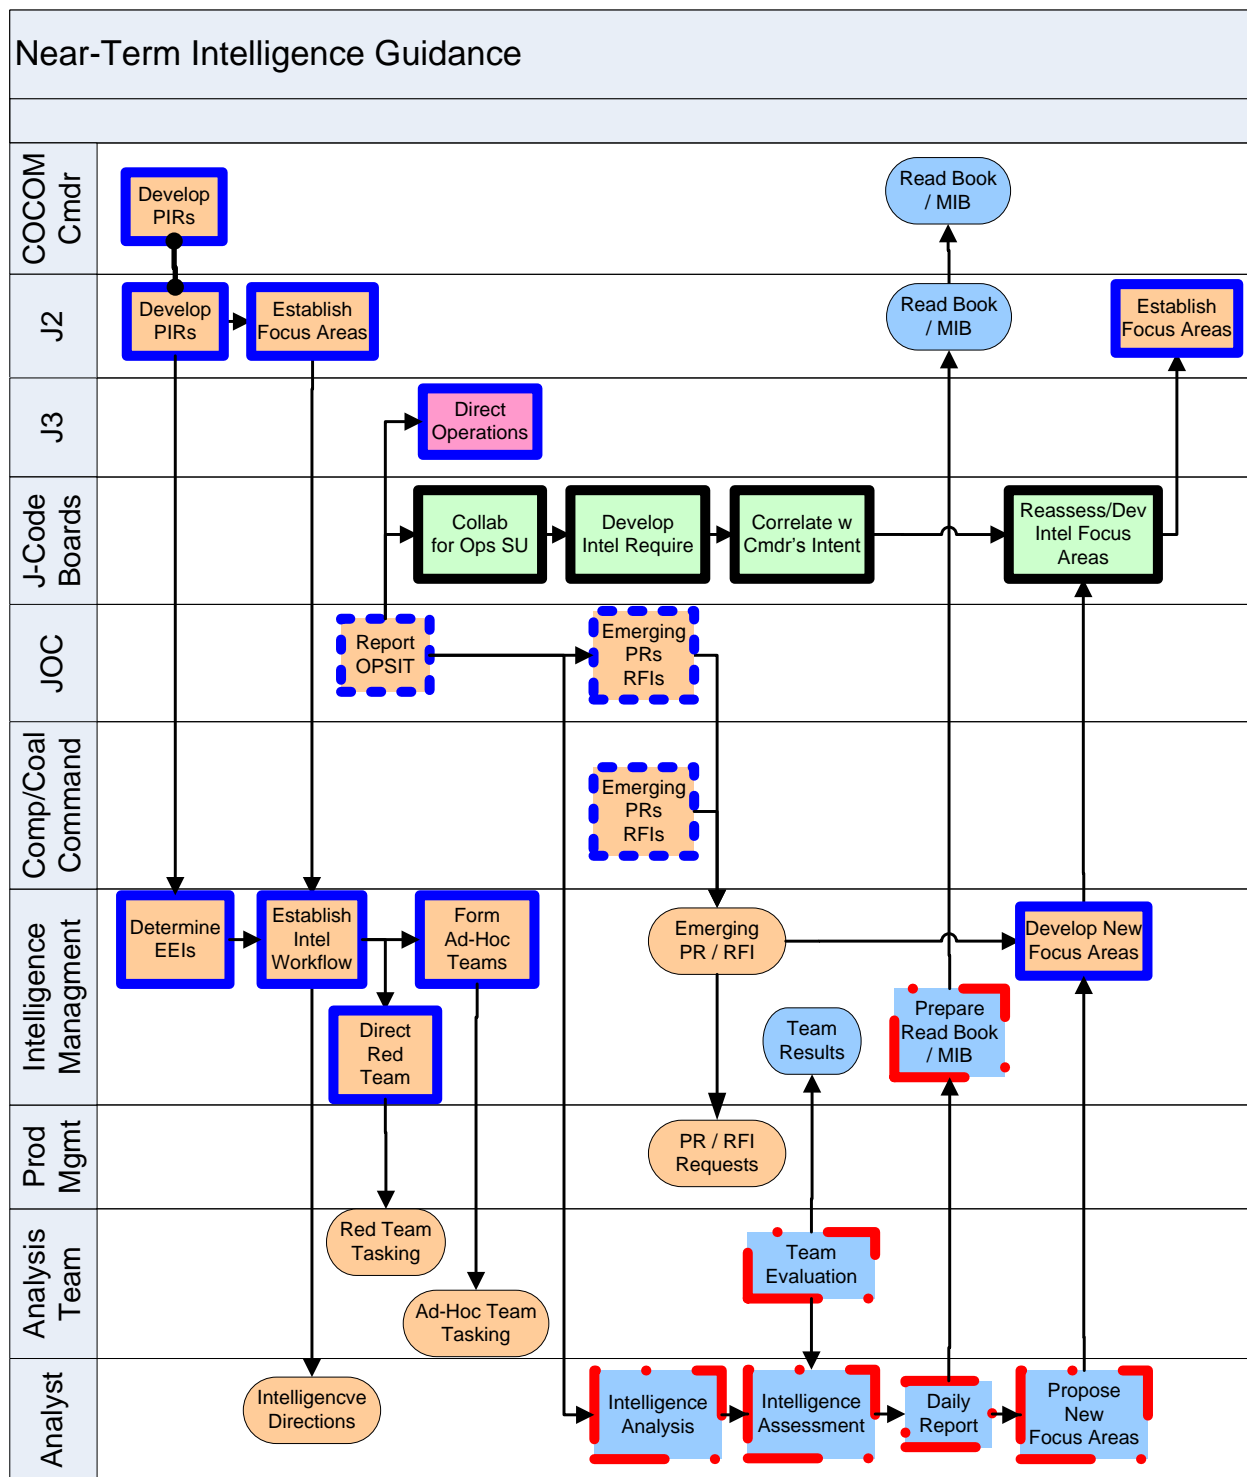 Near-Term Intelligence Guidance
COCOM
Cmdr
Develop
PIRs
Read Book
/ MIB
J2
Develop
PIRs
Establish
Focus Areas
Read Book
/ MIB
Establish
Focus Areas
J3
Direct
Operations
J-Code
Boards
Collab
for Ops SU
Develop
Intel Require
Correlate w
Cmdr's Intent
Reassess/Dev
Intel Focus
Areas
JOC
Report
OPSIT
Emerging
PRs
RFIs
Comp/Coal
Command
Emerging
PRs
RFIs
Intelligence
Managment
Determine
EEIs
Establish
Intel
Workflow
Form
Ad-Hoc
Teams
Emerging
PR / RFI
Develop New
Focus Areas
Direct
Red
Team
Team
Results
Prepare
Read Book
/ MIB
Prod
Mgmt
PR / RFI
Requests
Analysis
Team
Red Team
Tasking
Ad-Hoc Team
Tasking
Team
Evaluation
Analyst
Intelligencve
Directions
Intelligence
Analysis
Intelligence
Assessment
Daily
Report
Propose
New
Focus Areas